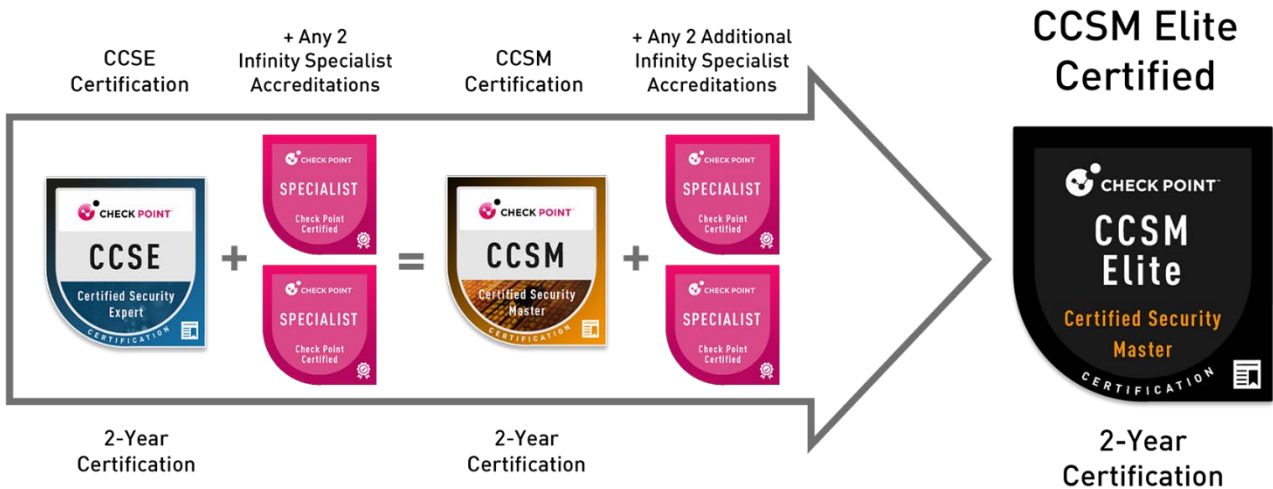 CCSE
Certification
+ Any 2
Infinity Specialist
Accreditations
CCSM
Certification
+ Any 2 Additional
Infinity Specialist
Accreditations
CCSM Elite
Certified
CHECK POINT™
CCSE
Certified Security
Expert
CERTIFICATION
+
CHECK POINT
SPECIALIST
Check Point
Certified
CHECK POINT
SPECIALIST
Check Point
Certified
=
CHECK POINT™
CCSM
Certified Security
Master
CERTIFICATION
+
CHECK POINT
SPECIALIST
Check Point
Certified
CHECK POINT
SPECIALIST
Check Point
Certified
CHECK POINT™
CCSM
Elite
Certified Security
Master
CERTIFICATION
2-Year
Certification
2-Year
Certification
2-Year
Certification